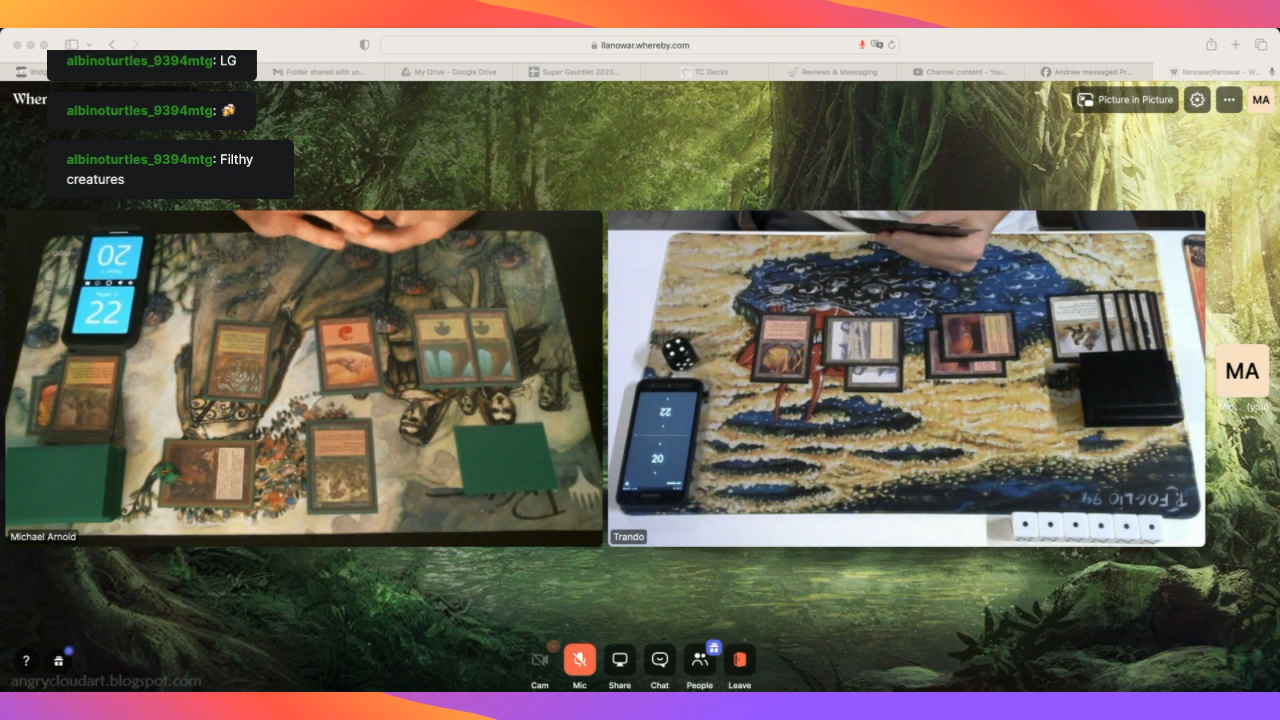 llanowar.whereby.com
Folder shared with yo...
My Drive - Google Drive
Super Gauntlet 2023...
TC Decks
Reviews & Messaging
Channel content - You...
Andrew messaged Pr...
llanowar/llanowar - W...
albinoturtles_9394mtg: LG
Wher
albinoturtles_9394mtg:
Picture in Picture
MA
albinoturtles_9394mtg: Filthy
creatures
20
22
22
20
MA
(you)
T. FOGLIO 94
Michael Arnold
Trando
?
Cam
Mic
Share
Chat
People
Leave
angrycloudart.blogspot.com